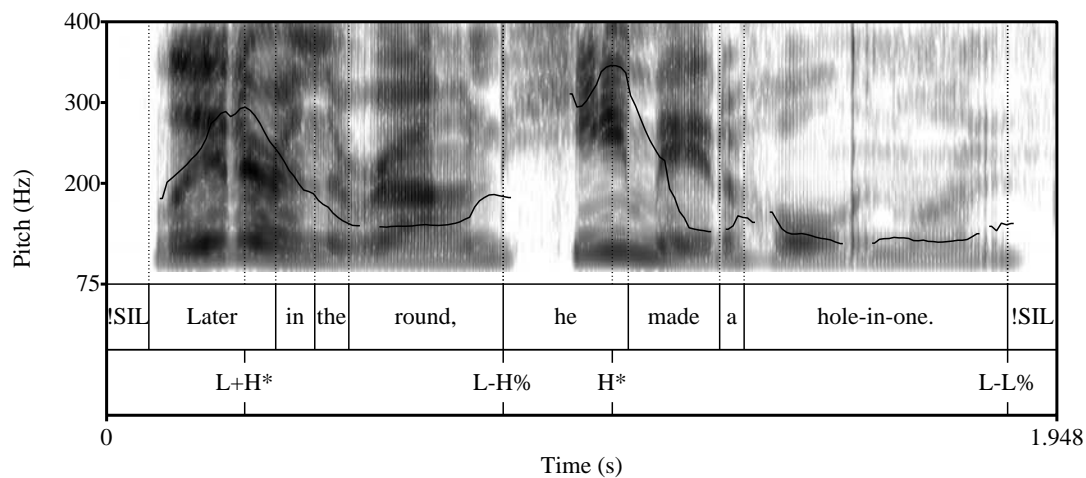 400
300
200
75
Pitch (Hz)
!SIL Later in the round, he made a hole-in-one. !SIL
L+H* L-H% H* L-L%
0 1.948
Time (s)